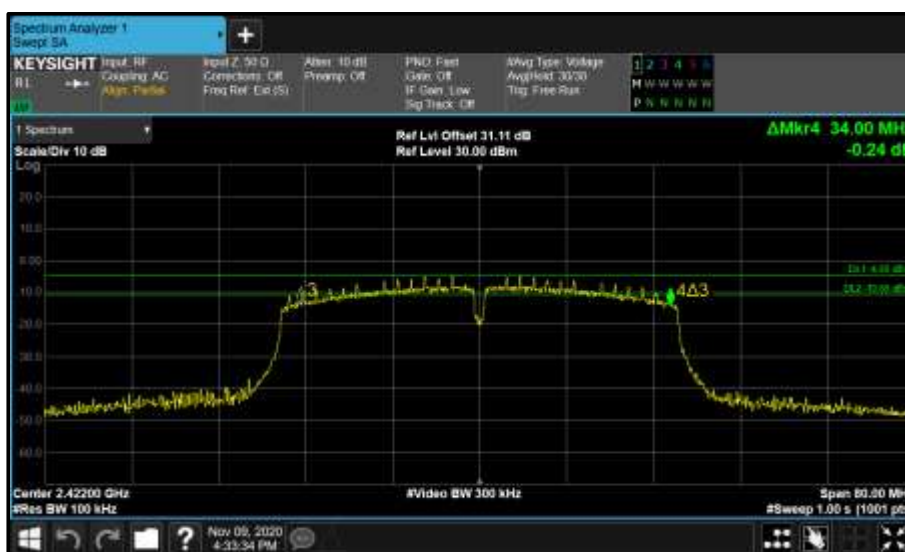 Spectrum Analyzer 1
Swept SA
+
KEYSIGHT
Input: RF
Input Z: 50 Ω
Atten: 10 dB
PNO: Fast
#Avg Type: Voltage
1 2 3 4 5 6
Coupling: AC
Corrections: Off
Preamp: Off
Gate: Off
Avg|Hold: 30/30
M W W W W W
Align: Partial
Freq Ref: Ext (S)
IF Gain: Low
Trig: Free Run
Sig Track: Off
P N N N N N
1 Spectrum
Ref Lvl Offset 31.11 dB
ΔMkr4 34.00 MH
Scale/Div 10 dB
Ref Level 30.00 dBm
-0.24 d
Log
20.0
10.0
0.00
-10.0
3
4Δ3
-20.0
-30.0
-40.0
-50.0
-60.0
Center 2.42200 GHz
#Video BW 300 kHz
Span 80.00 MH
#Res BW 100 kHz
#Sweep 1.00 s (1001 pt
?
Nov 09, 2020
4:33:34 PM